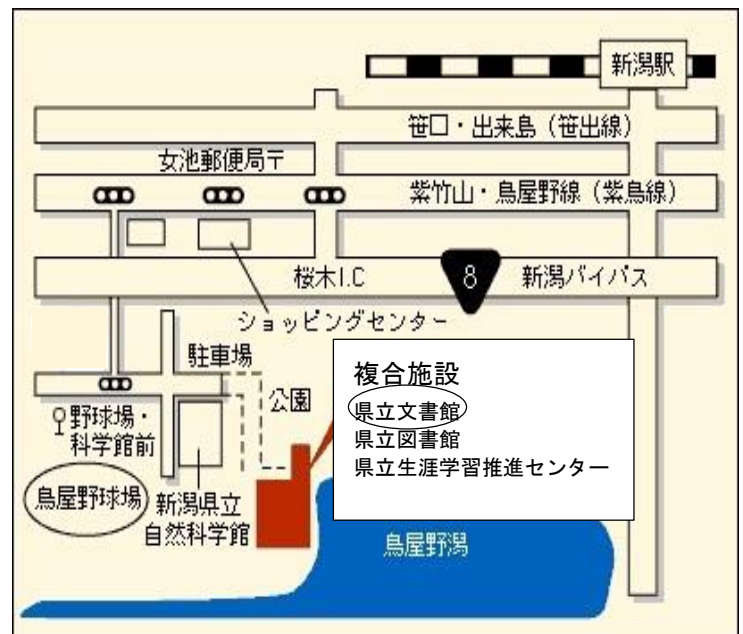 新潟駅
笹口・出来島（笹出線）
女池郵便局〒
紫竹山・鳥屋野線（紫鳥線）
桜木I.C
8
新潟バイパス
ショッピングセンター
駐車場
公園
複合施設
県立文書館
県立図書館
県立生涯学習推進センター
野球場・
科学館前
鳥屋野球場
新潟県立
自然科学館
鳥屋野潟